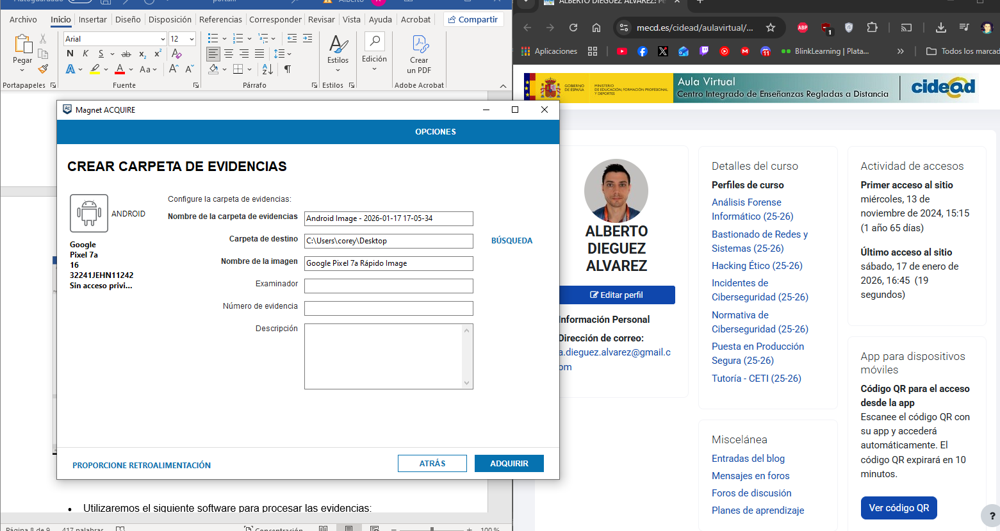 Autoguardado
Alberto
Archivo Inicio Insertar Diseño Disposición Referencias Corresponder Revisar Vista Ayuda Acrobat Compartir
Arial 12
Pegar
N K S ab x₂ x²
A A Aa A A
Estilos
Edición
Crear
un PDF
Portapapeles Fuente Párrafo Estilos Adobe Acrobat
Magnet ACQUIRE
OPCIONES
CREAR CARPETA DE EVIDENCIAS
ANDROID
Google
Pixel 7a
16
32241JEHN11242
Sin acceso privi...
Configure la carpeta de evidencias:
Nombre de la carpeta de evidencias Android Image - 2026-01-17 17-05-34
Carpeta de destino C:\Users\corey\Desktop BÚSQUEDA
Nombre de la imagen Google Pixel 7a Rápido Image
Examinador
Número de evidencia
Descripción
PROPORCIONE RETROALIMENTACIÓN
ATRÁS
ADQUIRIR
• Utilizaremos el siguiente software para procesar las evidencias:
Página 8 de 9 417 palabras Concentración 100 %
ALBERTO DIEGUEZ ALVAREZ: Pe
mecd.es/cidead/aulavirtual/...
ABP
1
Aplicaciones
11
BlinkLearning | Plata...
Todos los marcad
GOBIERNO
DE ESPAÑA
MINISTERIO
DE EDUCACIÓN, FORMACIÓN PROFESIONAL
Y DEPORTES
Aula Virtual
Centro Integrado de Enseñanzas Regladas a Distancia
cidead
ALBERTO
DIEGUEZ
ALVAREZ
Editar perfil
Información Personal
Dirección de correo:
a.dieguez.alvarez@gmail.c
om
Detalles del curso
Perfiles de curso
Análisis Forense
Informático (25-26)
Bastionado de Redes y
Sistemas (25-26)
Hacking Ético (25-26)
Incidentes de
Ciberseguridad (25-26)
Normativa de
Ciberseguridad (25-26)
Puesta en Producción
Segura (25-26)
Tutoría - CETI (25-26)
Miscelánea
Entradas del blog
Mensajes en foros
Foros de discusión
Planes de aprendizaje
Actividad de accesos
Primer acceso al sitio
miércoles, 13 de
noviembre de 2024, 15:15
(1 año 65 días)
Último acceso al sitio
sábado, 17 de enero de
2026, 16:45 (19
segundos)
App para dispositivos
móviles
Código QR para el acceso
desde la app
Escanee el código QR con
su app y accederá
automáticamente. El
código QR expirará en 10
minutos.
Ver código QR
?